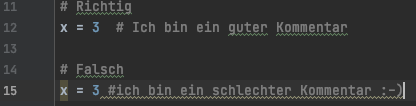 11 # Richtig
12 x = 3  # Ich bin ein guter Kommentar
13
14 # Falsch
15 x = 3 #ich bin ein schlechter Kommentar :-)